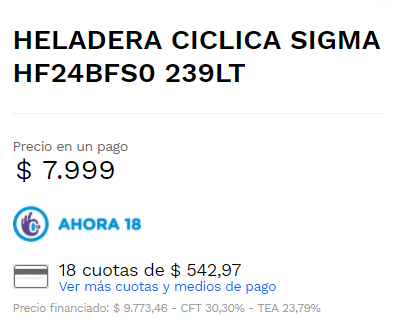 HELADERA CICLICA SIGMA
HF24BFS0 239LT
Precio en un pago
$ 7.999
AHORA 18
18 cuotas de $ 542,97
Ver más cuotas y medios de pago
Precio financiado: $ 9.773,46 - CFT 30,30% - TEA 23,79%